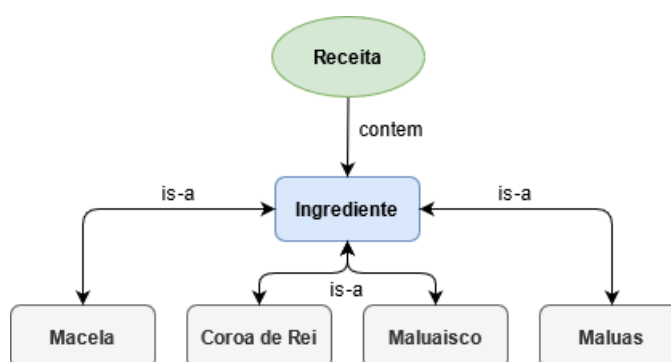 Receita
contem
is-a
is-a
Ingrediente
is-a
Macela
Coroa de Rei
Maluaisco
Maluas